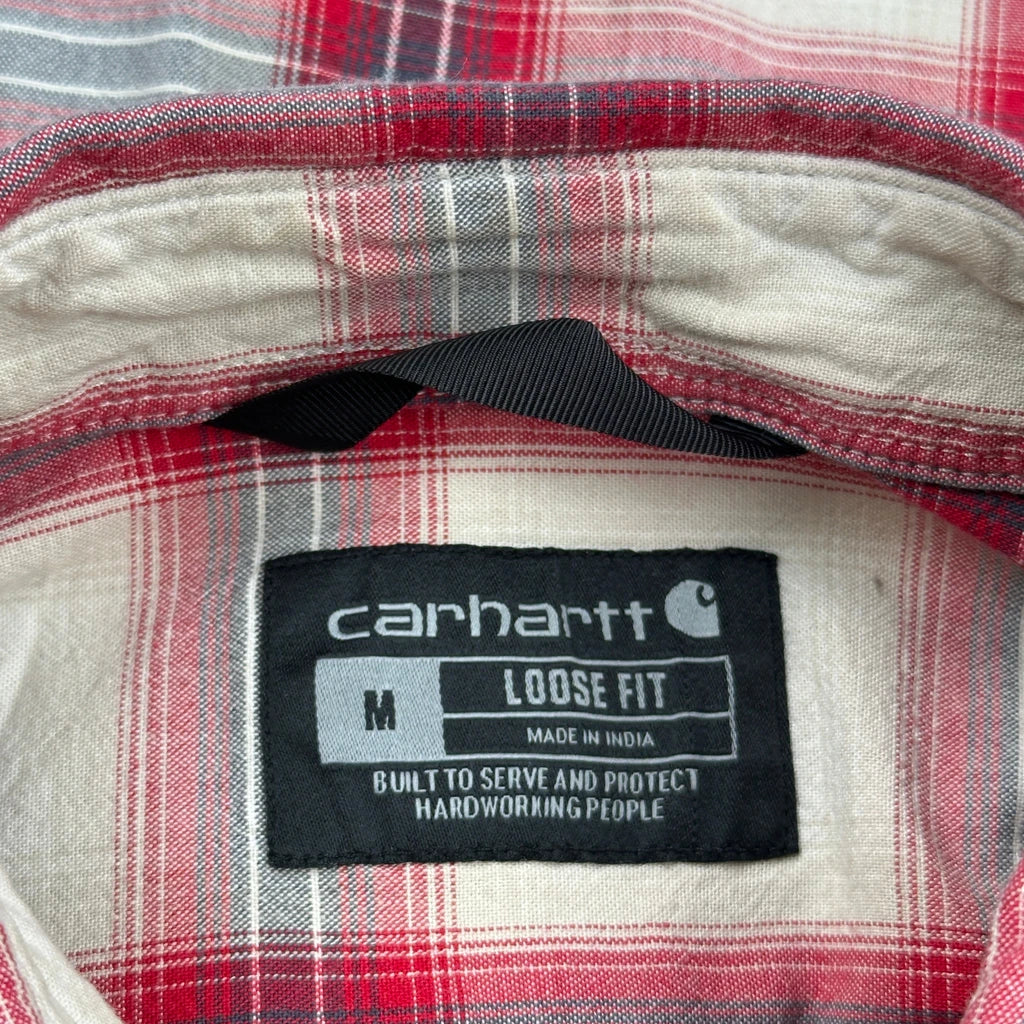 carhartt
M
LOOSE FIT
MADE IN INDIA
BUILT TO SERVE AND PROTECT
HARDWORKING PEOPLE